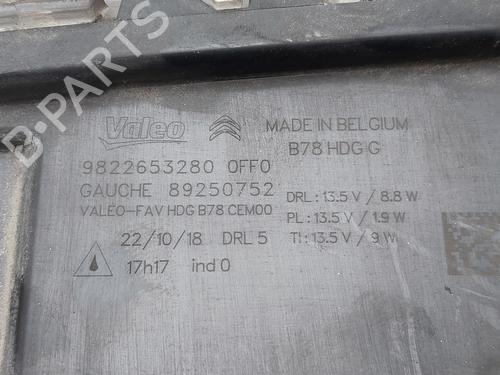 Valeo
MADE IN BELGIUM
B78 HDG G
9822653280 0FF0
GAUCHE 89250752
VALEO-FAV HDG B78 CEM00
DRL : 13.5 V / 8.8 W
PL : 13.5 V / 1.9 W
TI : 13.5 V / 9 W
22/10/18 DRL 5
17h17 ind 0
B-PARTS